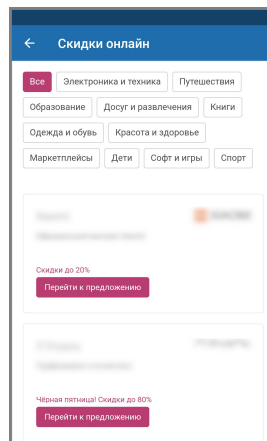 Скидки онлайн
Все Электроника и техника Путешествия
Образование Досуг и развлечения Книги
Одежда и обувь Красота и здоровье
Маркетплейсы Дети Софт и игры Спорт
Скидки до 20%
Перейти к предложению
Чёрная пятница! Скидки до 80%
Перейти к предложению